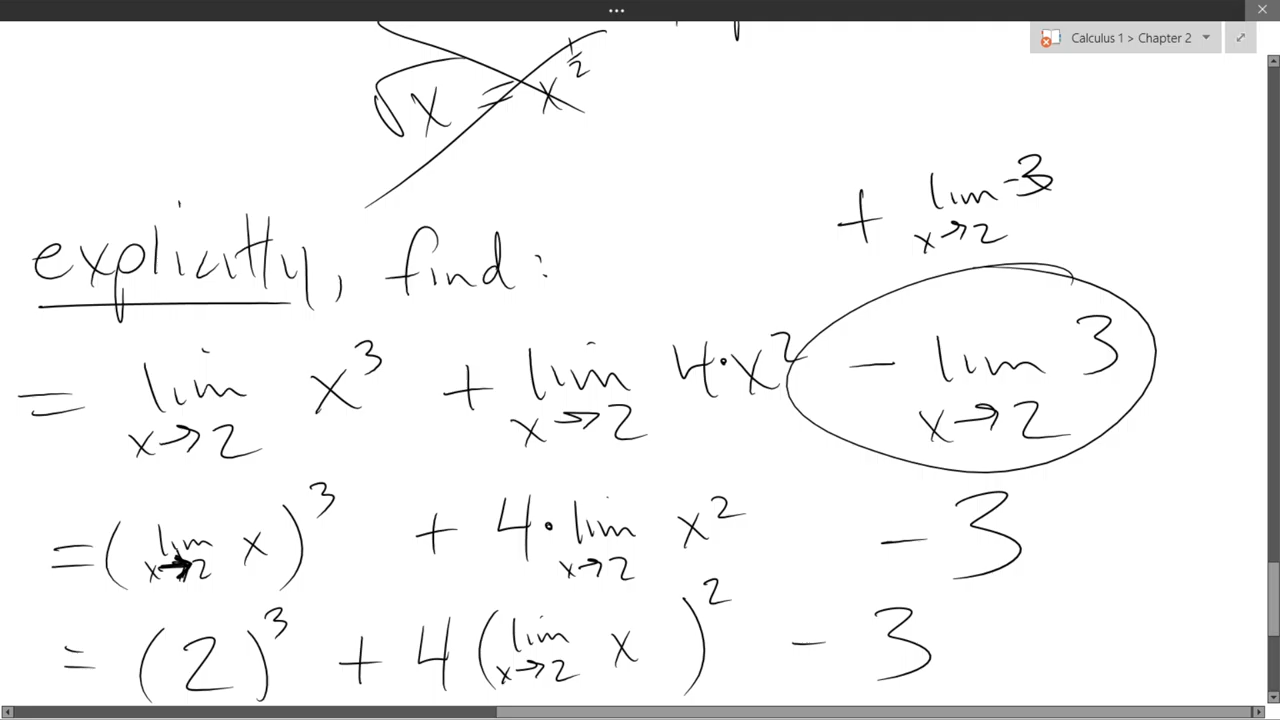 Calculus 1 > Chapter 2
√x = x^(1/2)
+ lim x→2 -3
explicitly, find:
= lim x→2 x³ + lim x→2 4·x² - lim x→2 3
= (lim x→2 x)³ + 4·lim x→2 x² - 3
= (2)³ + 4(lim x→2 x)² - 3